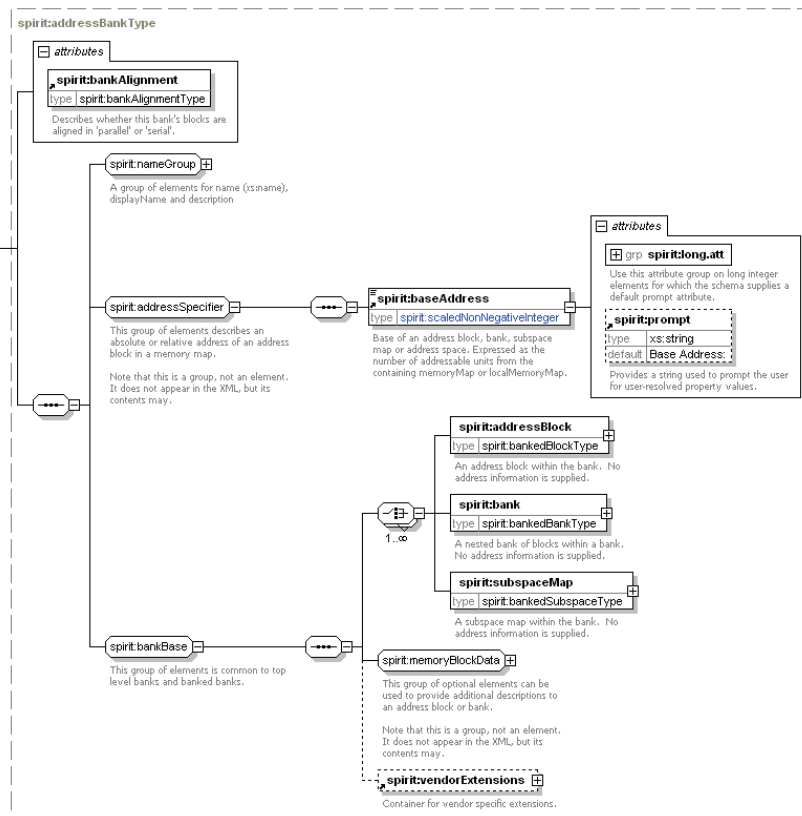 spirit:addressBankType
attributes
spirit:bankAlignment
type spirit:bankAlignmentType
Describes whether this bank's blocks are
aligned in 'parallel' or 'serial'.
spirit:nameGroup
A group of elements for name (xs:name),
displayName and description
attributes
grp spirit:long.att
Use this attribute group on long integer
elements for which the schema supplies a
default prompt attribute.
spirit:prompt
type xs:string
default Base Address:
Provides a string used to prompt the user
for user-resolved property values.
spirit:addressSpecifier
This group of elements describes an
absolute or relative address of an address
block in a memory map.
Note that this is a group, not an element.
It does not appear in the XML, but its
contents may.
spirit:baseAddress
type spirit:scaledNonNegativeInteger
Base of an address block, bank, subspace
map or address space. Expressed as the
number of addressable units from the
containing memoryMap or localMemoryMap.
spirit:addressBlock
type spirit:bankedBlockType
An address block within the bank. No
address information is supplied.
1..∞
spirit:bank
type spirit:bankedBankType
A nested bank of blocks within a bank.
No address information is supplied.
spirit:subspaceMap
type spirit:bankedSubspaceType
A subspace map within the bank. No
address information is supplied.
spirit:bankBase
This group of elements is common to top
level banks and banked banks.
spirit:memoryBlockData
This group of optional elements can be
used to provide additional descriptions to
an address block or bank.
Note that this is a group, not an element.
It does not appear in the XML, but its
contents may.
spirit:vendorExtensions
Container for vendor specific extensions.